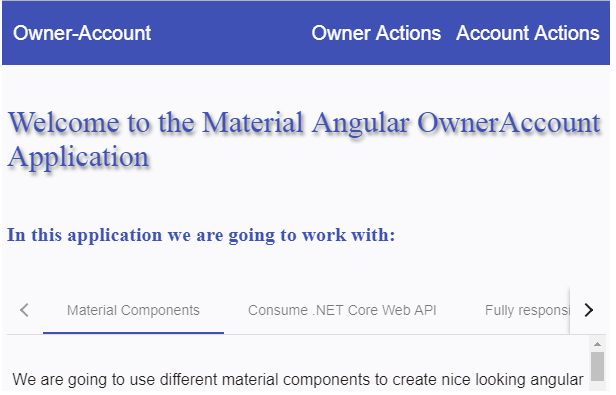 Owner-Account Owner Actions Account Actions
Welcome to the Material Angular OwnerAccount
Application
In this application we are going to work with:
Material Components Consume .NET Core Web API Fully responsi
We are going to use different material components to create nice looking angular